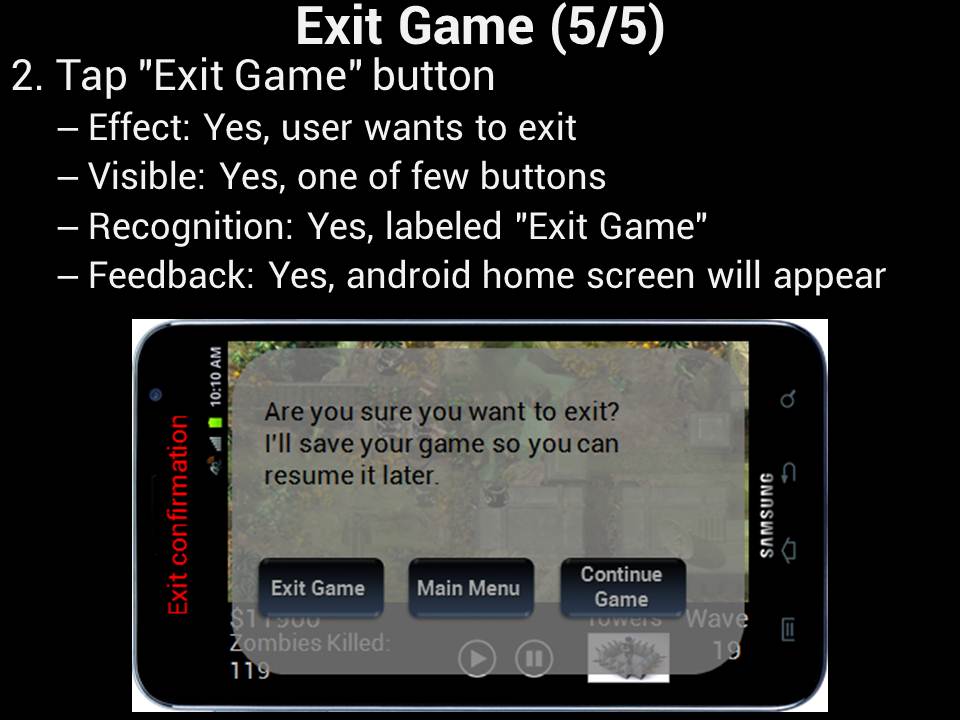 Exit Game (5/5)
2. Tap "Exit Game" button
– Effect: Yes, user wants to exit
– Visible: Yes, one of few buttons
– Recognition: Yes, labeled "Exit Game"
– Feedback: Yes, android home screen will appear
Exit confirmation
10:10 AM
Are you sure you want to exit?
I'll save your game so you can
resume it later.
Exit Game
Main Menu
Continue
Game
$11900
Towers
Wave
Zombies Killed:
19
119
SAMSUNG